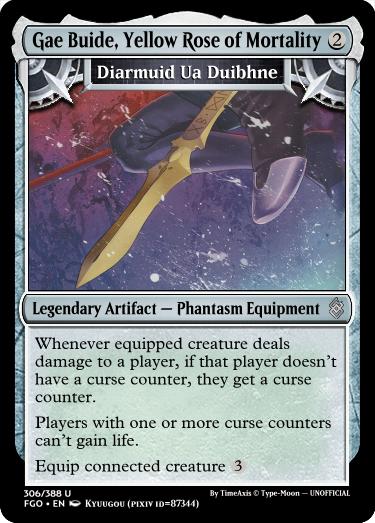 Gae Buide, Yellow Rose of Mortality 2
Diarmuid Ua Duibhne
Legendary Artifact — Phantasm Equipment
Whenever equipped creature deals
damage to a player, if that player doesn't
have a curse counter, they get a curse
counter.
Players with one or more curse counters
can't gain life.
Equip connected creature 3
306/388 U
FGO • EN Kyuugou (pixiv id=87344)
By TimeAxis © Type-Moon — UNOFFICIAL